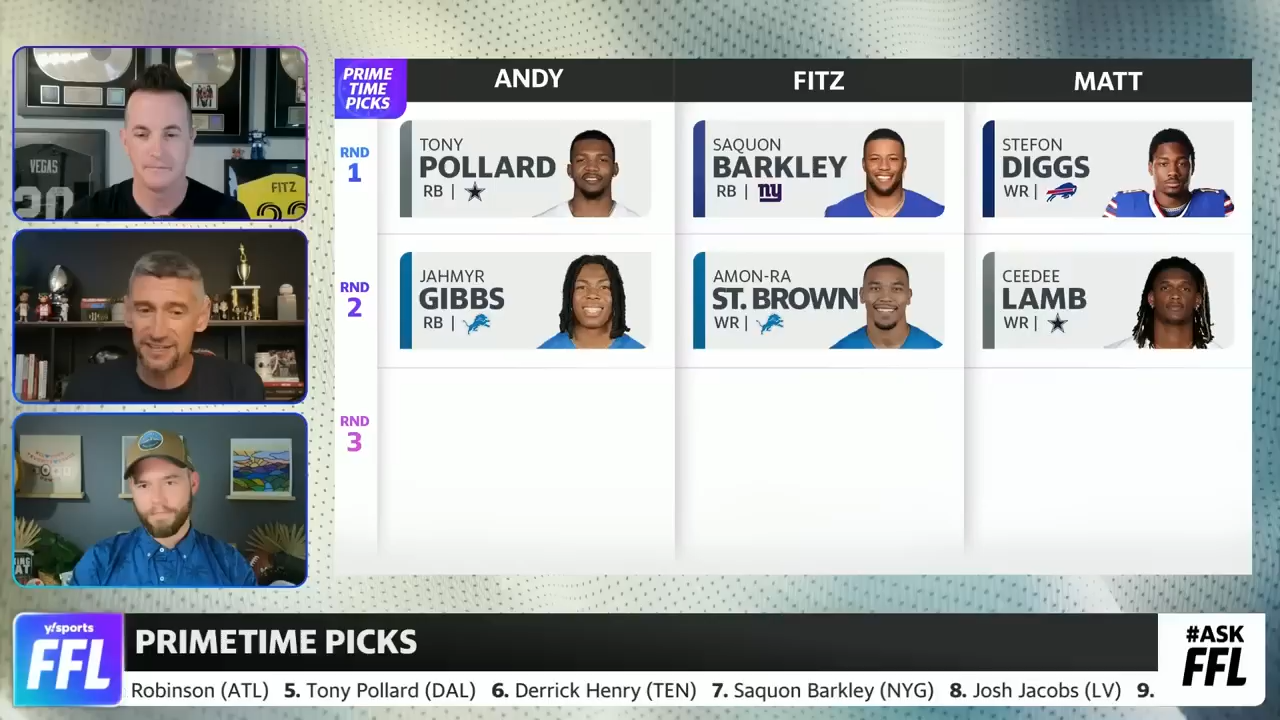 VEGAS
30
FITZ
PRIME
TIME
PICKS
ANDY
FITZ
MATT
RND
1
TONY
POLLARD
RB |
SAQUON
BARKLEY
RB | ny
STEFON
DIGGS
WR |
RND
2
JAHMYR
GIBBS
RB |
AMON-RA
ST. BROWN
WR |
CEEDEE
LAMB
WR |
RND
3
y!sports
FFL
PRIMETIME PICKS
#ASK
FFL
Robinson (ATL) 5. Tony Pollard (DAL) 6. Derrick Henry (TEN) 7. Saquon Barkley (NYG) 8. Josh Jacobs (LV) 9.